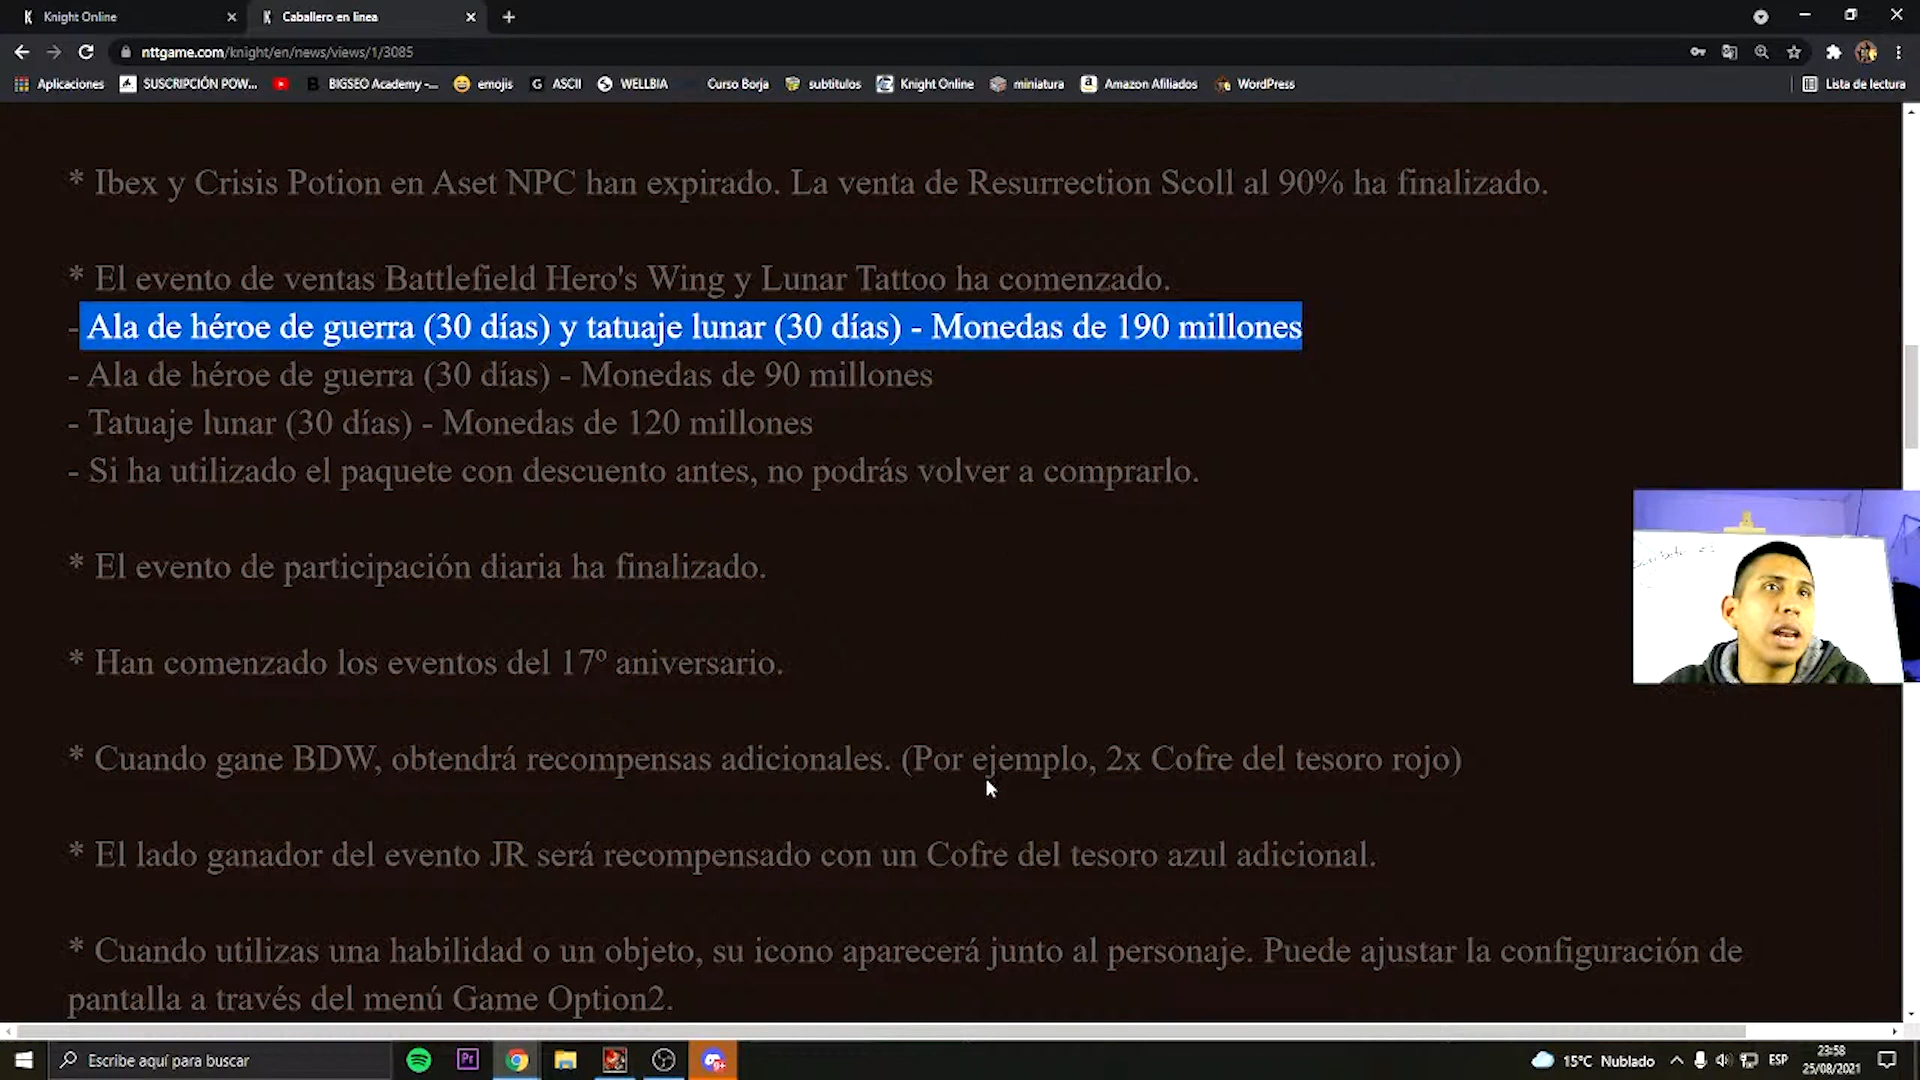 Knight Online
Caballero en linea
nttgame.com/knight/en/news/views/1/3085
Aplicaciones
SUSCRIPCIÓN POW...
BIGSEO Academy -...
emojis
ASCII
WELLBIA
Curso Borja
subtitulos
Knight Online
miniatura
Amazon Afiliados
WordPress
Lista de lectura
* Ibex y Crisis Potion en Aset NPC han expirado. La venta de Resurrection Scoll al 90% ha finalizado.
* El evento de ventas Battlefield Hero's Wing y Lunar Tattoo ha comenzado.
- Ala de héroe de guerra (30 días) y tatuaje lunar (30 días) - Monedas de 190 millones
- Ala de héroe de guerra (30 días) - Monedas de 90 millones
- Tatuaje lunar (30 días) - Monedas de 120 millones
- Si ha utilizado el paquete con descuento antes, no podrás volver a comprarlo.
* El evento de participación diaria ha finalizado.
* Han comenzado los eventos del 17º aniversario.
* Cuando gane BDW, obtendrá recompensas adicionales. (Por ejemplo, 2x Cofre del tesoro rojo)
* El lado ganador del evento JR será recompensado con un Cofre del tesoro azul adicional.
* Cuando utilizas una habilidad o un objeto, su icono aparecerá junto al personaje. Puede ajustar la configuración de
pantalla a través del menú Game Option2.
Escribe aquí para buscar
15°C Nublado
ESP
23:58
25/08/2021